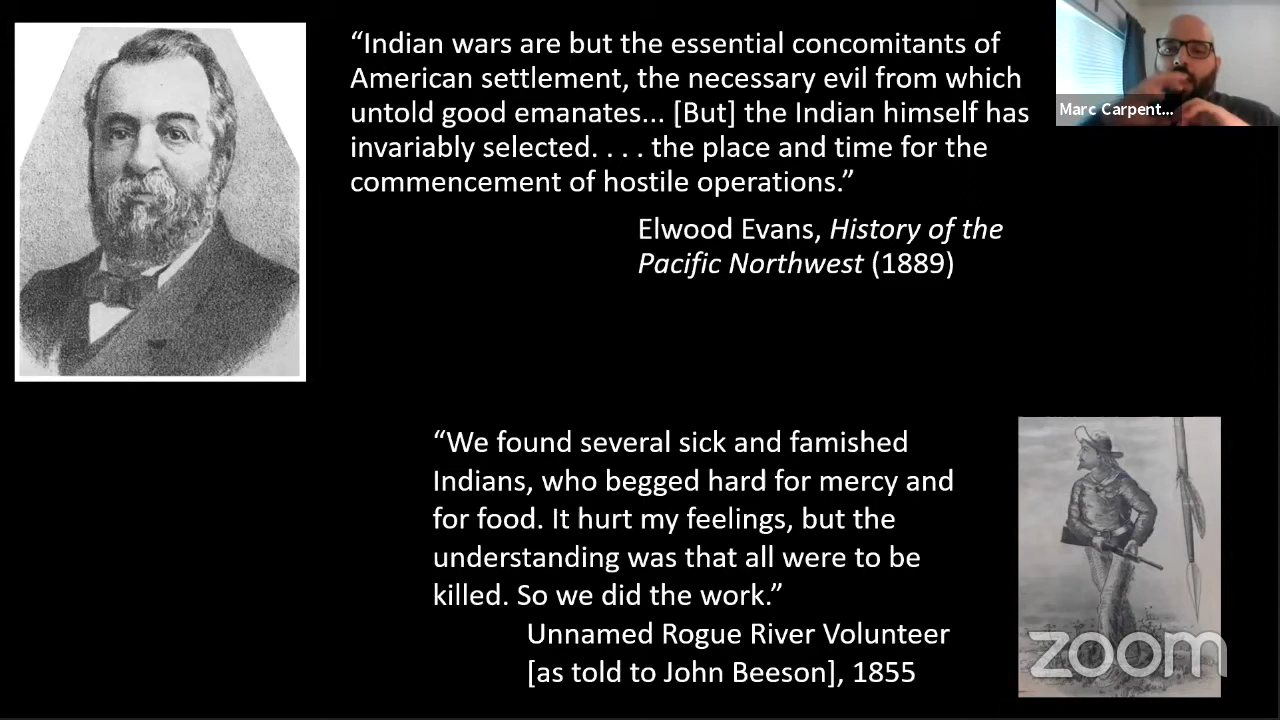 “Indian wars are but the essential concomitants of
American settlement, the necessary evil from which
untold good emanates... [But] the Indian himself has
invariably selected. . . . the place and time for the
commencement of hostile operations.”
Elwood Evans, History of the
Pacific Northwest (1889)
Marc Carpent...
“We found several sick and famished
Indians, who begged hard for mercy and
for food. It hurt my feelings, but the
understanding was that all were to be
killed. So we did the work.”
Unnamed Rogue River Volunteer
[as told to John Beeson], 1855
zoom